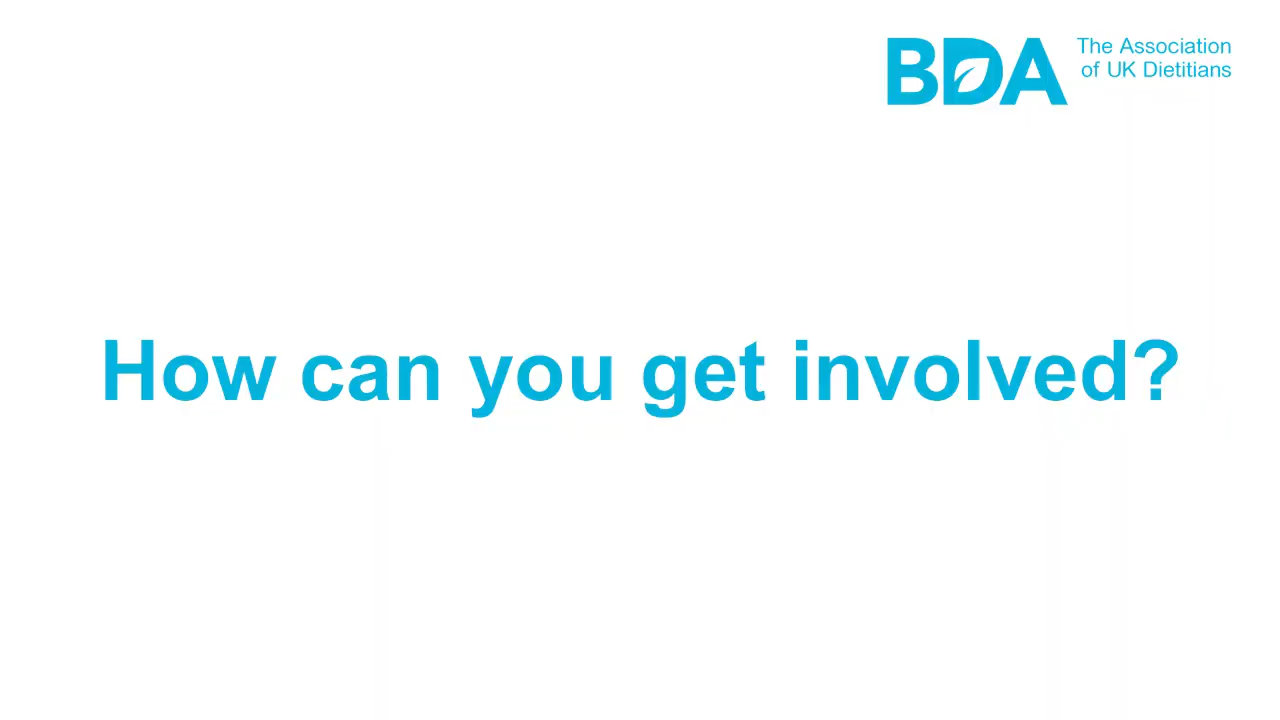 BDA
The Association
of UK Dietitians
How can you get involved?